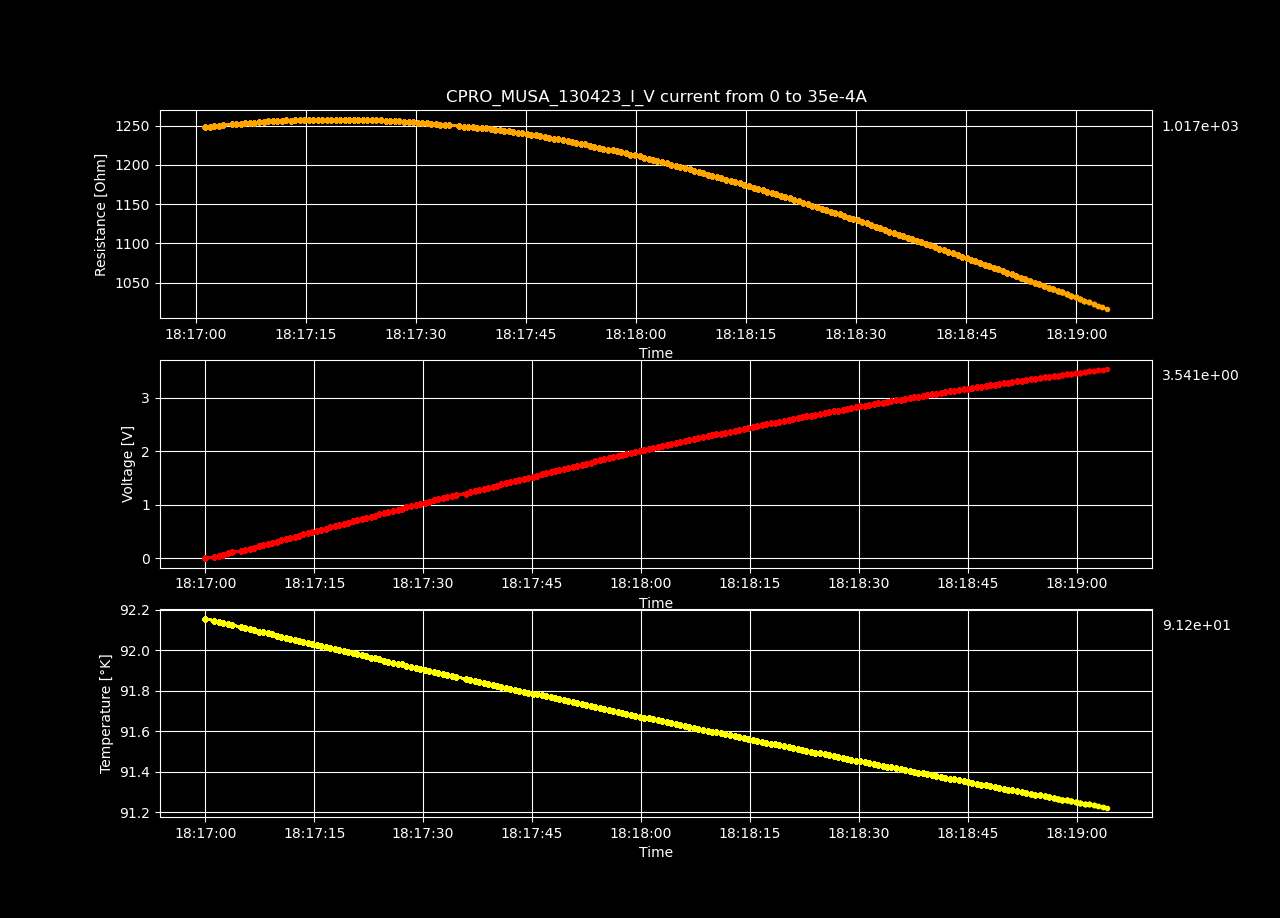 CPRO_MUSA_130423_I_V current from 0 to 35e-4A
1250
1200
1150
1100
1050
Resistance [Ohm]
1.017e+03
18:17:00 18:17:15 18:17:30 18:17:45 18:18:00 18:18:15 18:18:30 18:18:45 18:19:00
Time
3
2
1
0
Voltage [V]
3.541e+00
18:17:00 18:17:15 18:17:30 18:17:45 18:18:00 18:18:15 18:18:30 18:18:45 18:19:00
Time
92.2
92.0
91.8
91.6
91.4
91.2
Temperature [°K]
9.12e+01
18:17:00 18:17:15 18:17:30 18:17:45 18:18:00 18:18:15 18:18:30 18:18:45 18:19:00
Time